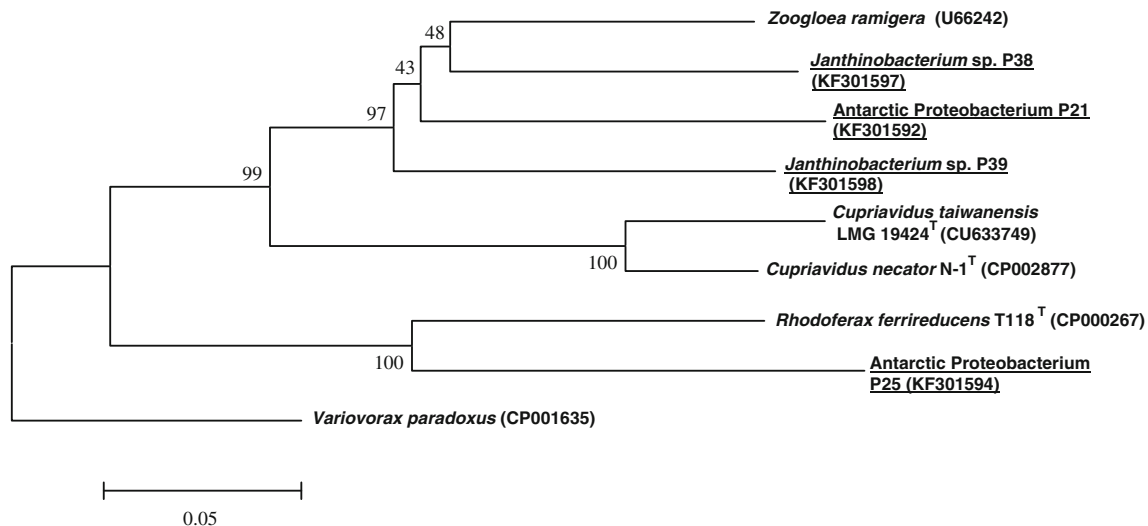 Zoogloea ramigera (U66242)
48
Janthinobacterium sp. P38
(KF301597)
43
Antarctic Proteobacterium P21
(KF301592)
97
Janthinobacterium sp. P39
(KF301598)
99
Cupriavidus taiwanensis
LMG 19424T (CU633749)
100
Cupriavidus necator N-1T (CP002877)
Rhodoferax ferrireducens T118 T (CP000267)
100
Antarctic Proteobacterium
P25 (KF301594)
Variovorax paradoxus (CP001635)
0.05